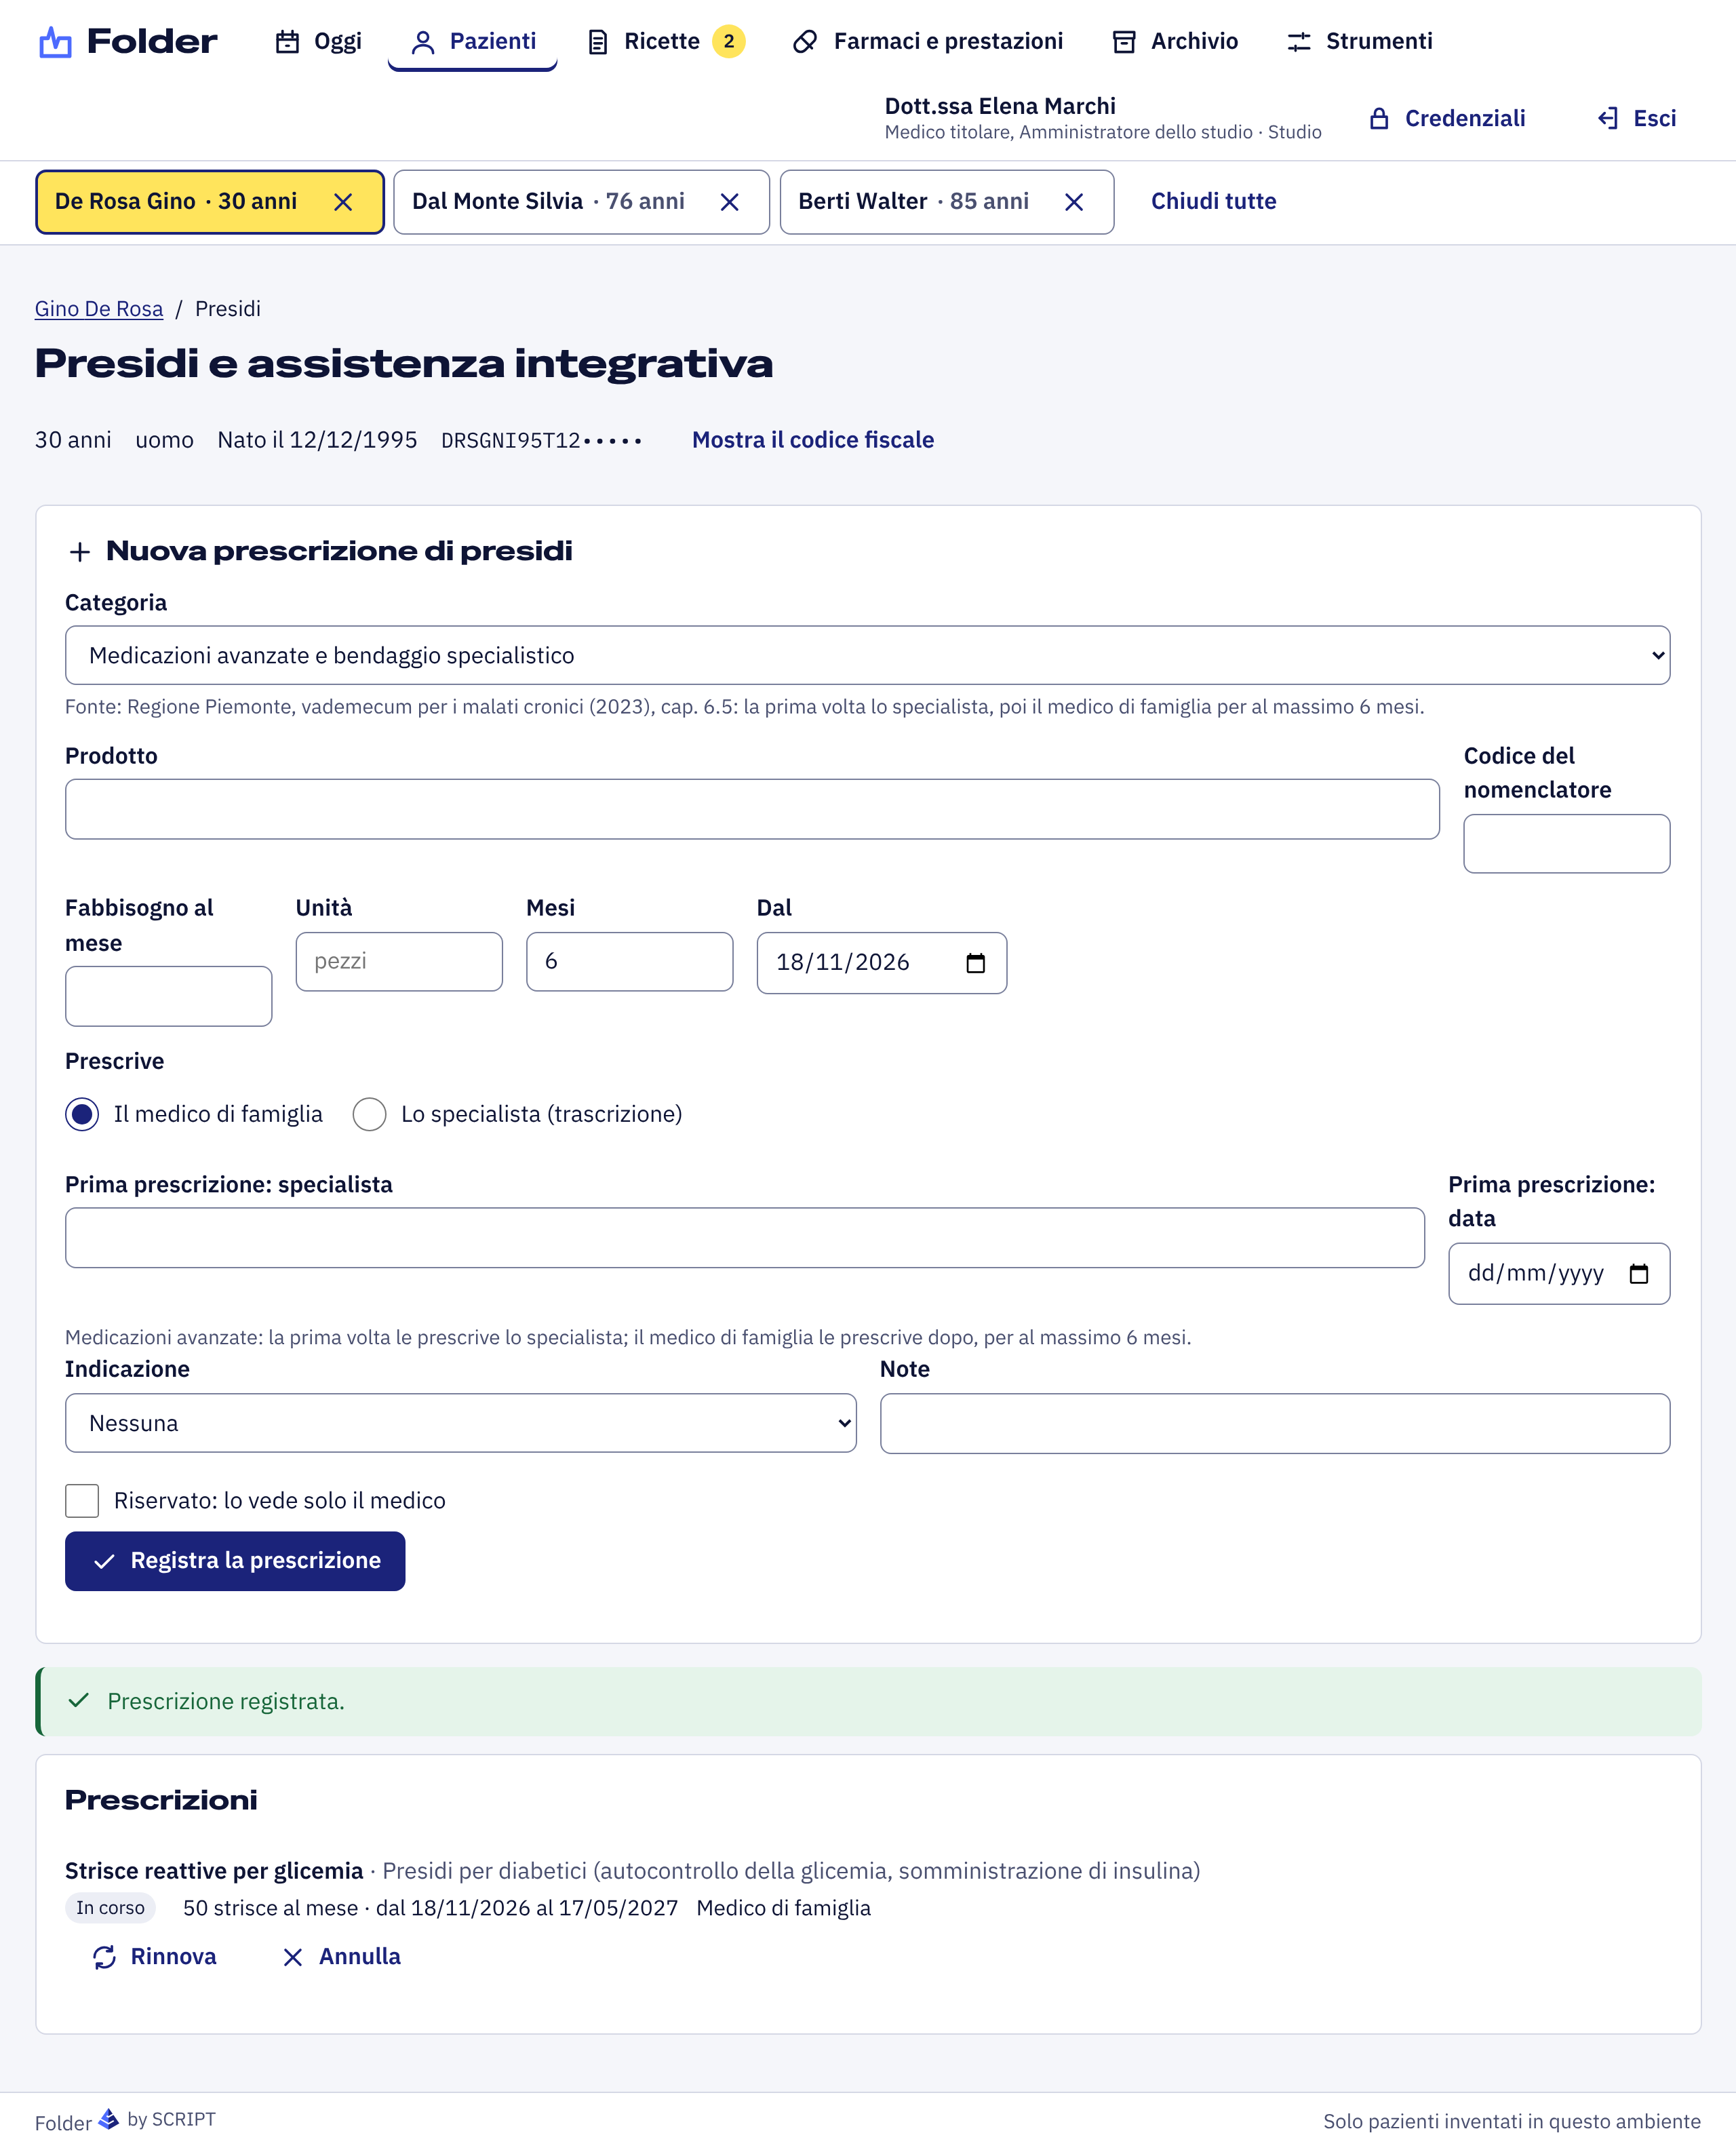 Folder
Oggi
Pazienti
Ricette 2
Farmaci e prestazioni
Archivio
Strumenti
Dott.ssa Elena Marchi
Medico titolare, Amministratore dello studio · Studio
Credenziali
Esci
De Rosa Gino · 30 anni
Dal Monte Silvia · 76 anni
Berti Walter · 85 anni
Chiudi tutte
Gino De Rosa / Presidi
Presidi e assistenza integrativa
30 anni uomo Nato il 12/12/1995 DRSGNI95T12••••• Mostra il codice fiscale
Nuova prescrizione di presidi
Categoria
Medicazioni avanzate e bendaggio specialistico
Fonte: Regione Piemonte, vademecum per i malati cronici (2023), cap. 6.5: la prima volta lo specialista, poi il medico di famiglia per al massimo 6 mesi.
Prodotto
Codice del
nomenclatore
Fabbisogno al
mese
Unità
pezzi
Mesi
6
Dal
18/11/2026
Prescrive
Il medico di famiglia
Lo specialista (trascrizione)
Prima prescrizione: specialista
Prima prescrizione:
data
dd/mm/yyyy
Medicazioni avanzate: la prima volta le prescrive lo specialista; il medico di famiglia le prescrive dopo, per al massimo 6 mesi.
Indicazione
Nessuna
Note
Riservato: lo vede solo il medico
Registra la prescrizione
Prescrizione registrata.
Prescrizioni
Strisce reattive per glicemia · Presidi per diabetici (autocontrollo della glicemia, somministrazione di insulina)
In corso 50 strisce al mese · dal 18/11/2026 al 17/05/2027 Medico di famiglia
Rinnova
Annulla
Folder by SCRIPT
Solo pazienti inventati in questo ambiente